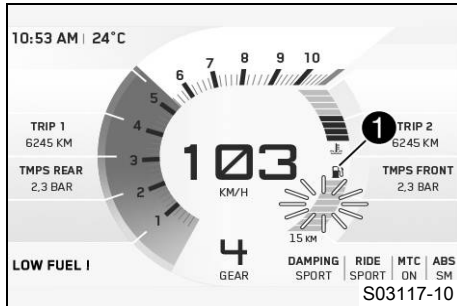 10:53 AM | 24°C
5 6 7 8 9 10
4
3
2
1
1
TRIP 1
6245 KM
TRIP 2
6245 KM
TMPS REAR
2,3 BAR
103
KM/H
TMPS FRONT
2,3 BAR
15 KM
4
GEAR
LOW FUEL !
DAMPING | RIDE | MTC | ABS
SPORT | SPORT | ON | SM
S03117-10